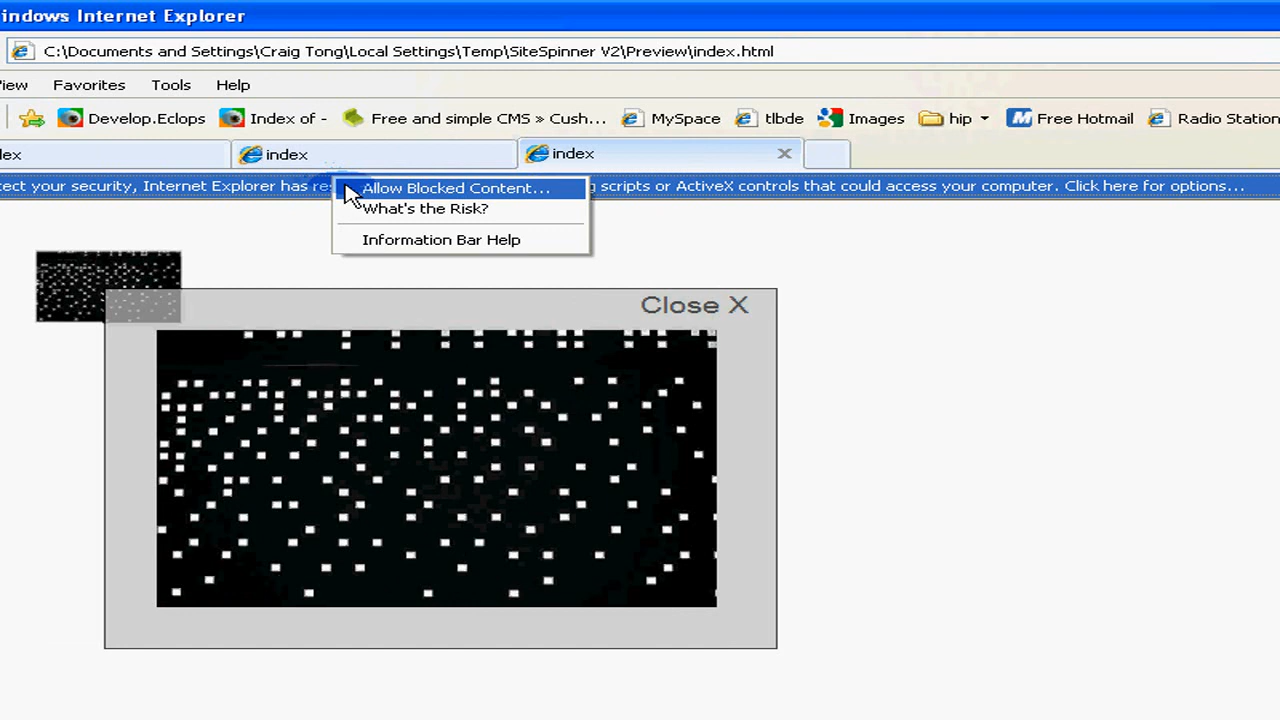 indows Internet Explorer
C:\Documents and Settings\Craig Tong\Local Settings\Temp\SiteSpinner V2\Preview\index.html
iew Favorites Tools Help
Develop.Eclops Index of - Free and simple CMS » Cush... MySpace tlbde Images hip Free Hotmail Radio Station
ex index index
tect your security, Internet Explorer has re g scripts or ActiveX controls that could access your computer. Click here for options...
Allow Blocked Content...
What's the Risk?
Information Bar Help
Close X